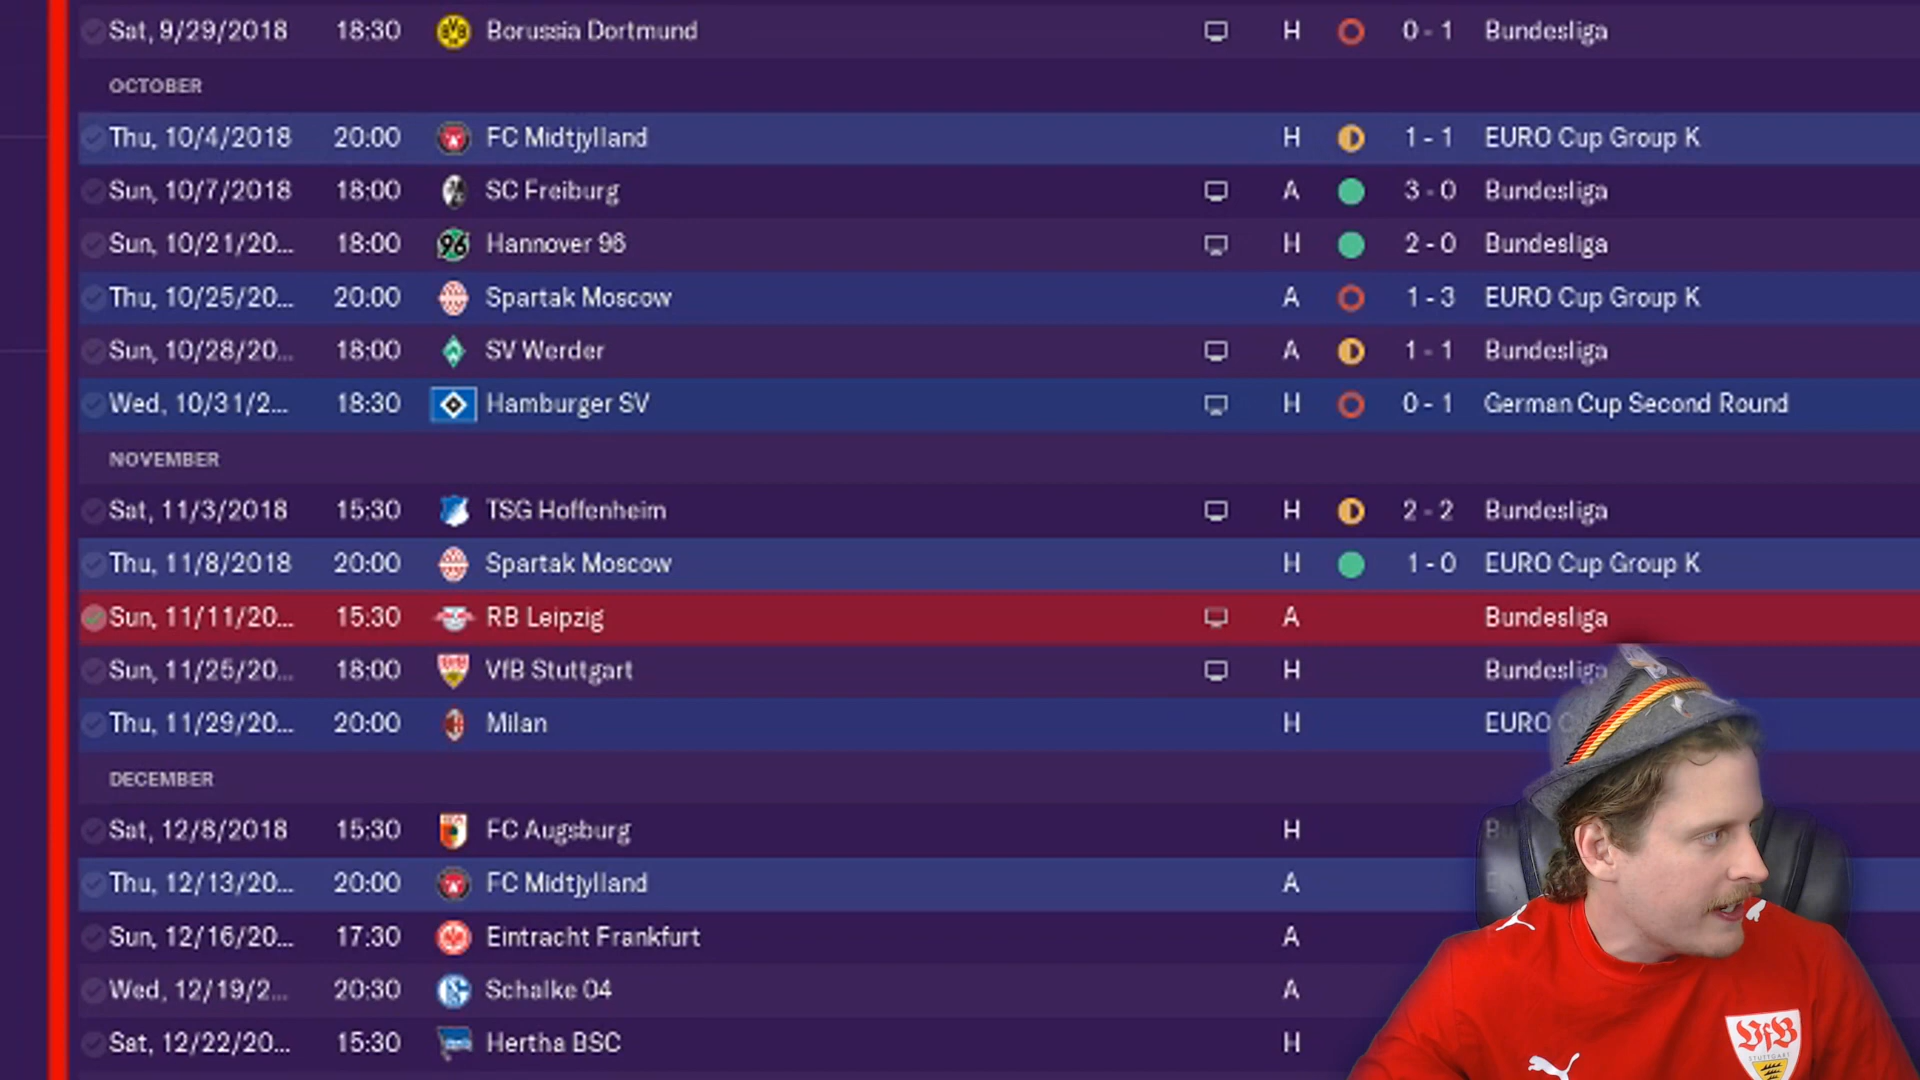 Sat, 9/29/2018 18:30 Borussia Dortmund H 0 - 1 Bundesliga
OCTOBER
Thu, 10/4/2018 20:00 FC Midtjylland H 1 - 1 EURO Cup Group K
Sun, 10/7/2018 18:00 SC Freiburg A 3 - 0 Bundesliga
Sun, 10/21/20... 18:00 96 Hannover 96 H 2 - 0 Bundesliga
Thu, 10/25/20... 20:00 Spartak Moscow A 1 - 3 EURO Cup Group K
Sun, 10/28/20... 18:00 SV Werder A 1 - 1 Bundesliga
Wed, 10/31/2... 18:30 Hamburger SV H 0 - 1 German Cup Second Round
NOVEMBER
Sat, 11/3/2018 15:30 TSG Hoffenheim H 2 - 2 Bundesliga
Thu, 11/8/2018 20:00 Spartak Moscow H 1 - 0 EURO Cup Group K
Sun, 11/11/20... 15:30 RB Leipzig A Bundesliga
Sun, 11/25/20... 18:00 VfB Stuttgart H Bundesliga
Thu, 11/29/20... 20:00 Milan H EURO
DECEMBER
Sat, 12/8/2018 15:30 FC Augsburg H
Thu, 12/13/20... 20:00 FC Midtjylland A
Sun, 12/16/20... 17:30 Eintracht Frankfurt A
Wed, 12/19/2... 20:30 Schalke 04 A
Sat, 12/22/20... 15:30 Hertha BSC H
VfB
STUTTGART